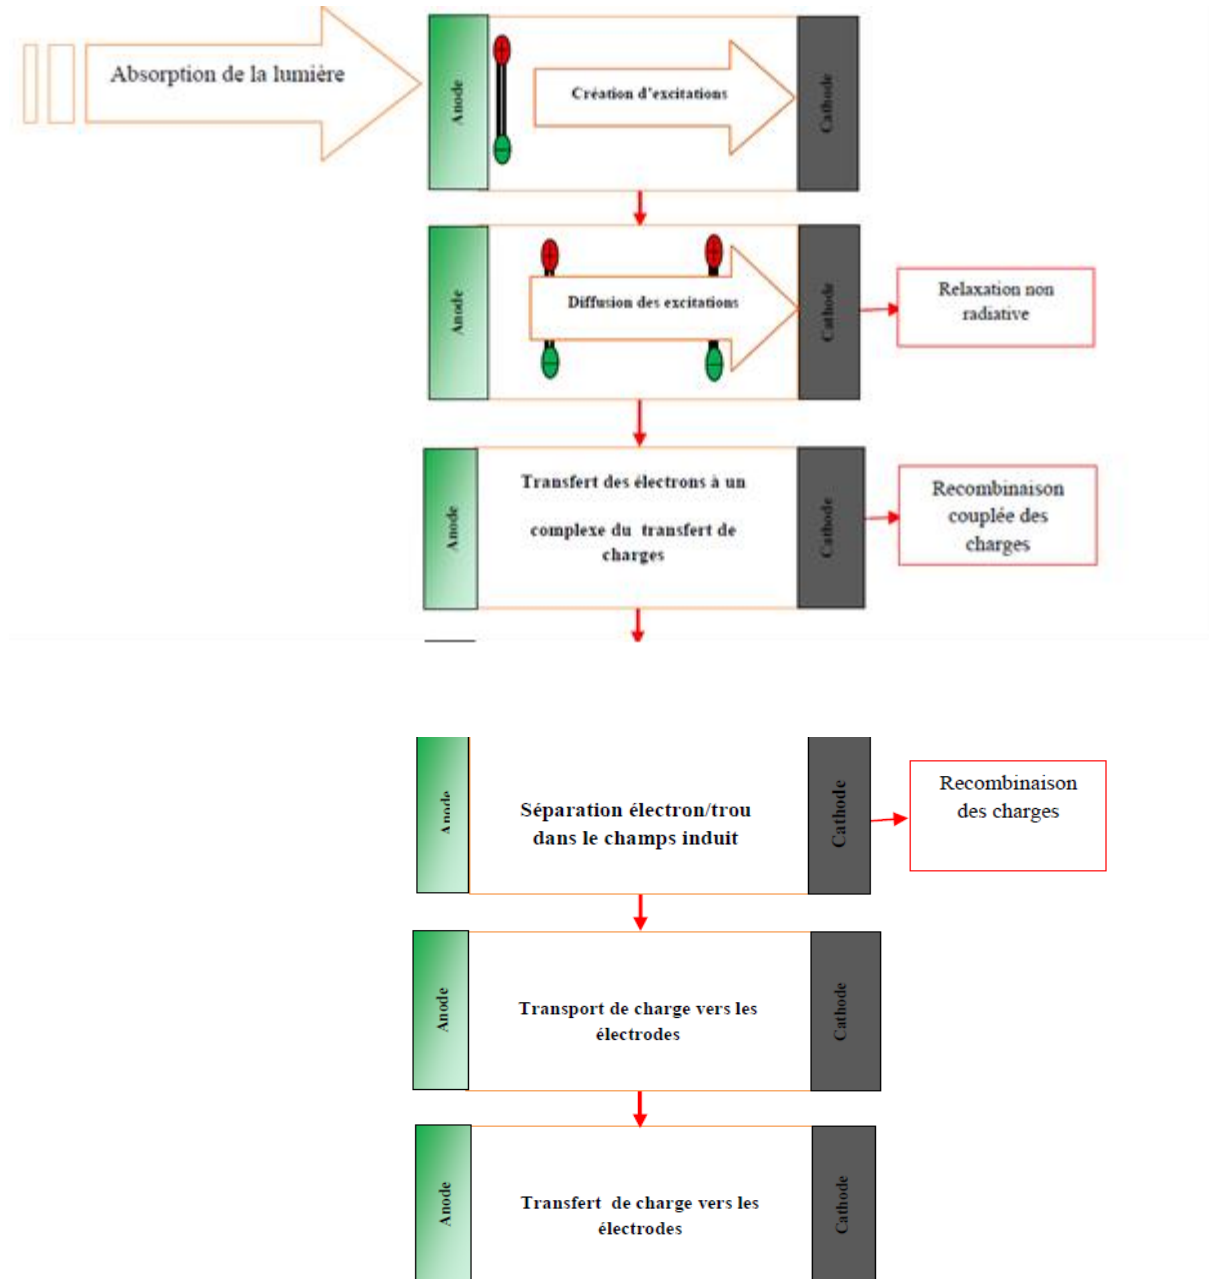 Absorption de la lumière
Anode
Création d'excitations
Cathode
Anode
Diffusion des excitations
Cathode
Relaxation non
radiative
Anode
Transfert des électrons à un
complexe du transfert de
charges
Cathode
Recombinaison
couplée des
charges
Anode
Séparation électron/trou
dans le champs induit
Cathode
Recombinaison
des charges
Anode
Transport de charge vers les
électrodes
Cathode
Anode
Transfert de charge vers les
électrodes
Cathode